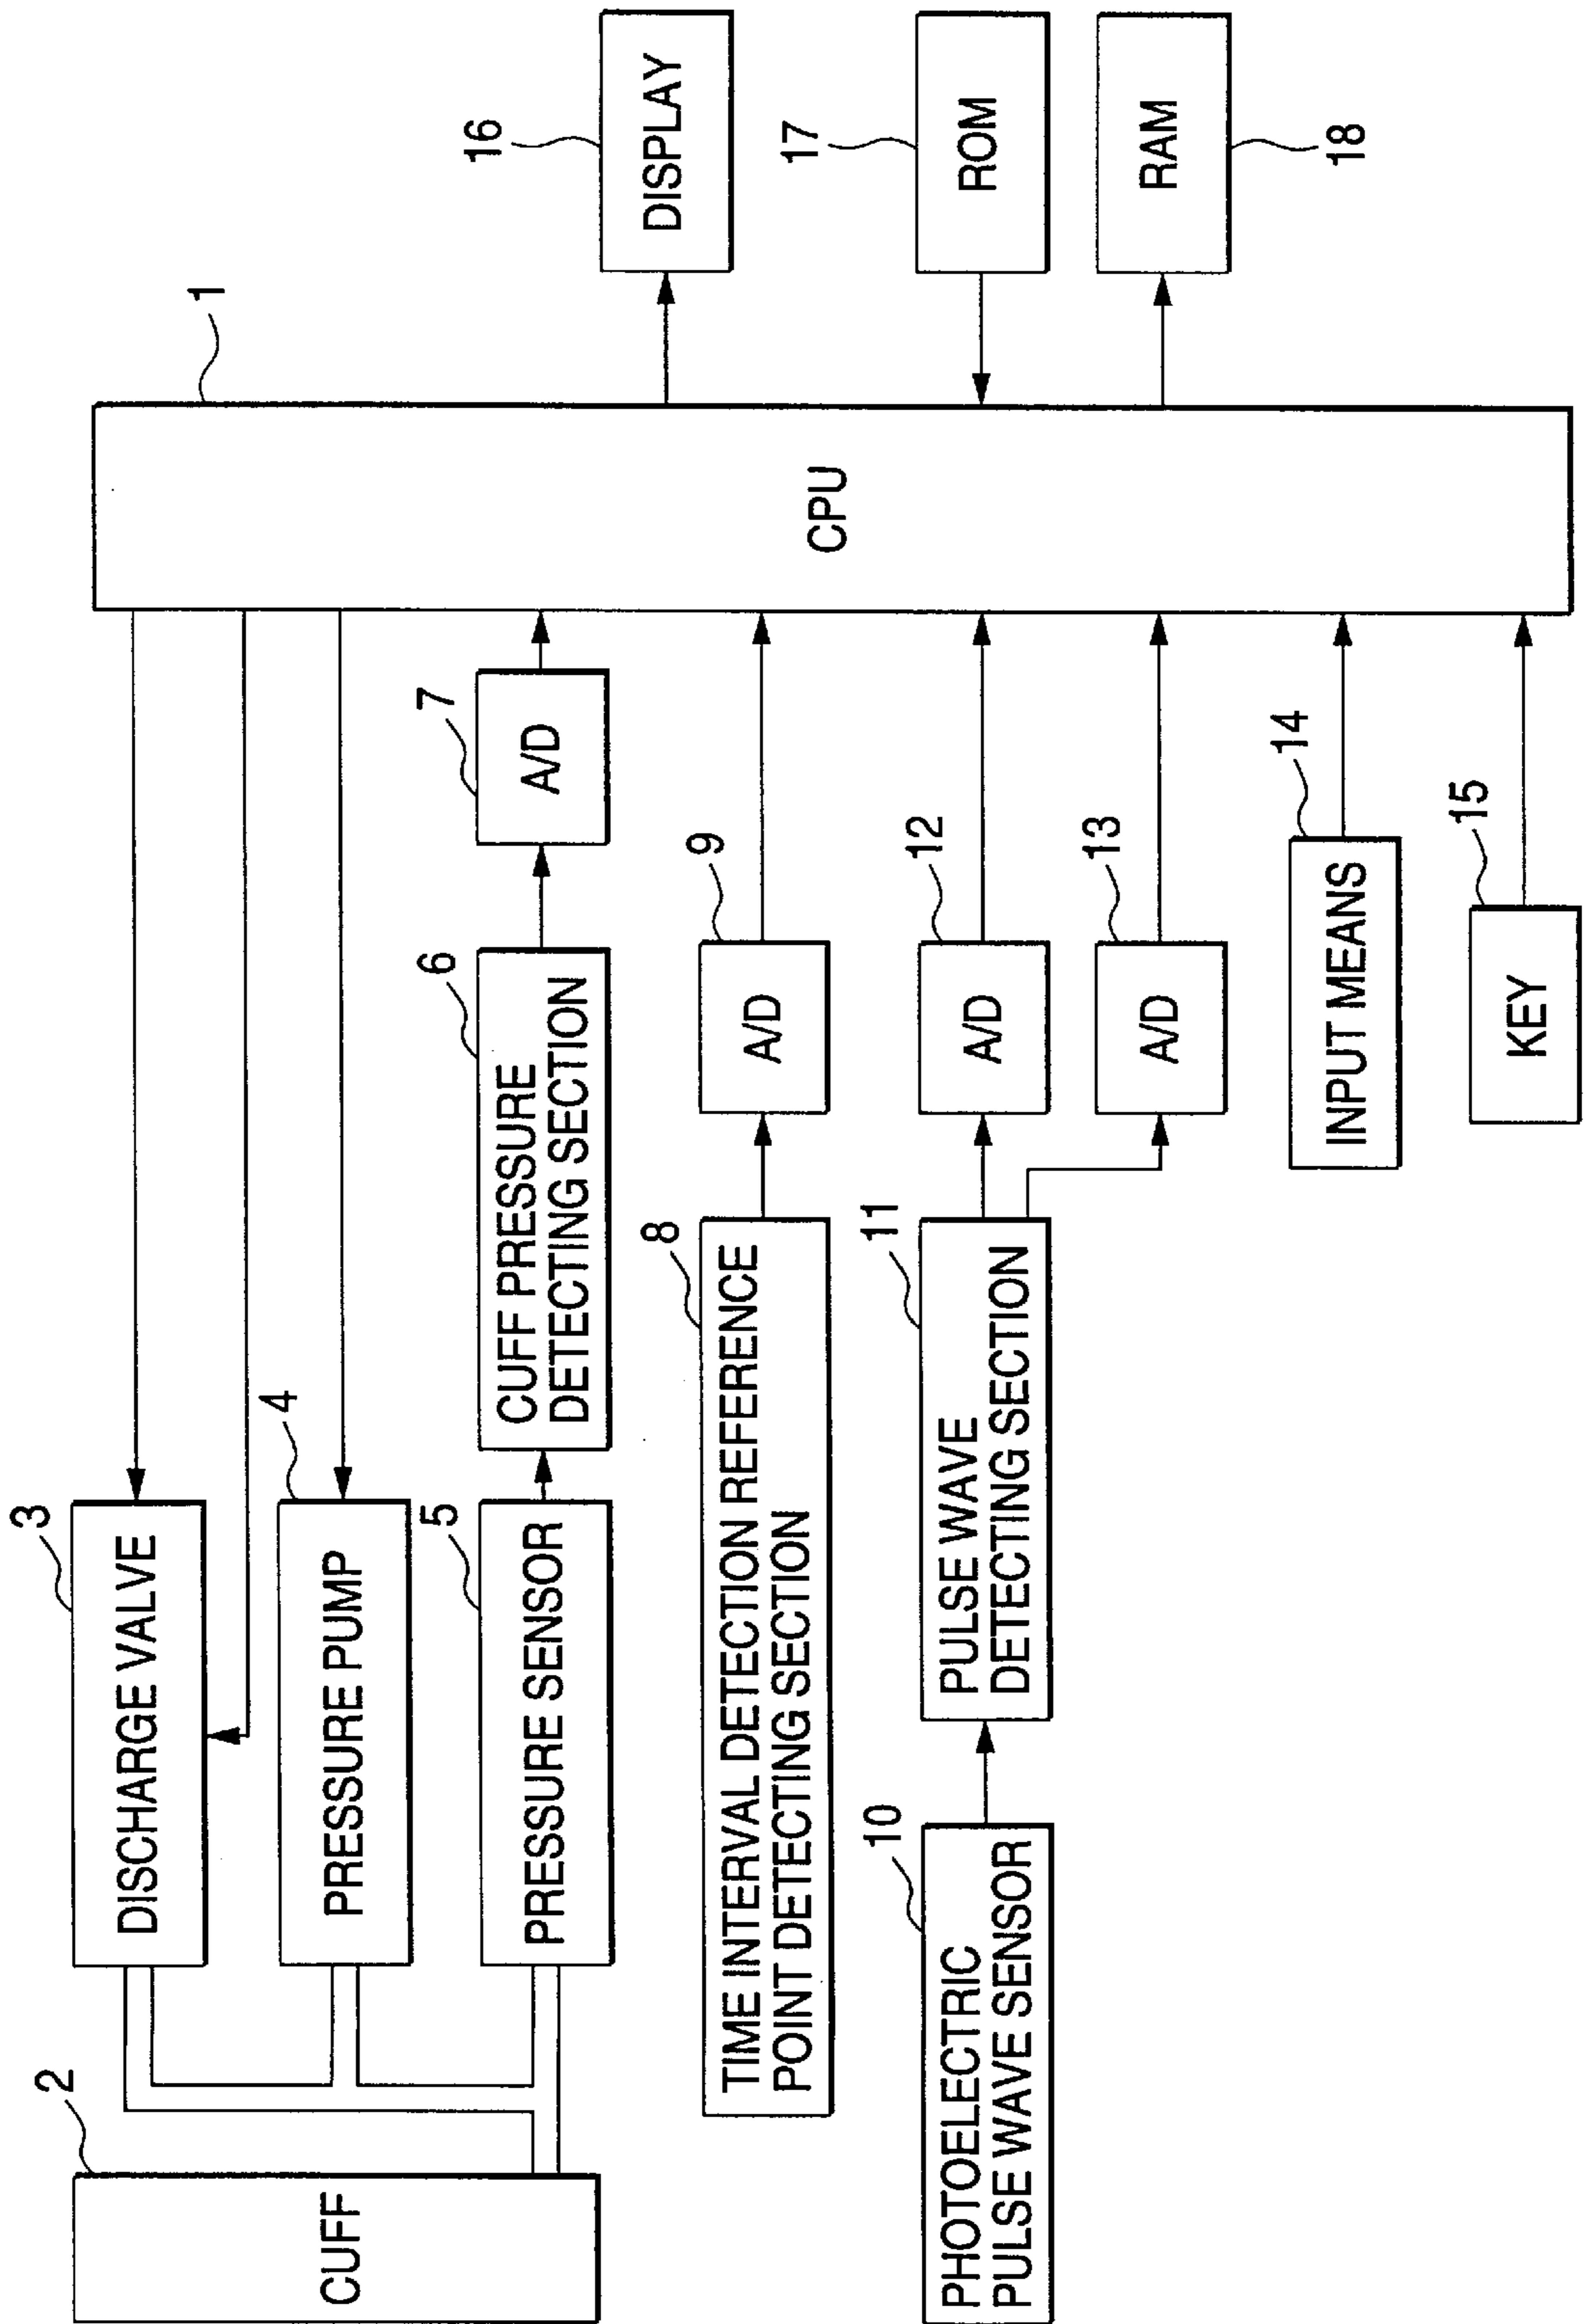 2
CUFF
3
DISCHARGE VALVE
4
PRESSURE PUMP
5
PRESSURE SENSOR
6
CUFF PRESSURE
DETECTING SECTION
7
A/D
8
TIME INTERVAL DETECTION REFERENCE
POINT DETECTING SECTION
9
A/D
10
PHOTOELECTRIC
PULSE WAVE SENSOR
11
PULSE WAVE
DETECTING SECTION
12
A/D
13
A/D
14
INPUT MEANS
15
KEY
1
CPU
16
DISPLAY
17
ROM
RAM
18